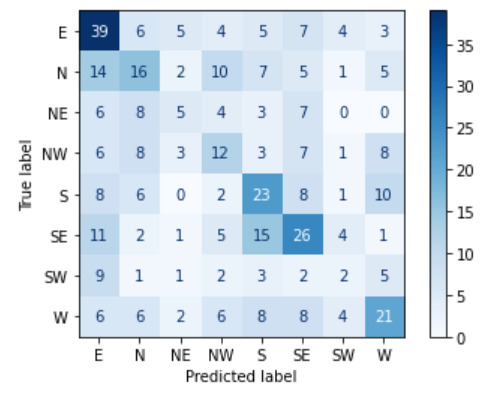 E 39 6 5 4 5 7 4 3
N 14 16 2 10 7 5 1 5
NE 6 8 5 4 3 7 0 0
NW 6 8 3 12 3 7 1 8
S 8 6 0 2 23 8 1 10
SE 11 2 1 5 15 26 4 1
SW 9 1 1 2 3 2 2 5
W 6 6 2 6 8 8 4 21
E N NE NW S SE SW W
Predicted label
True label
35
30
25
20
15
10
5
0